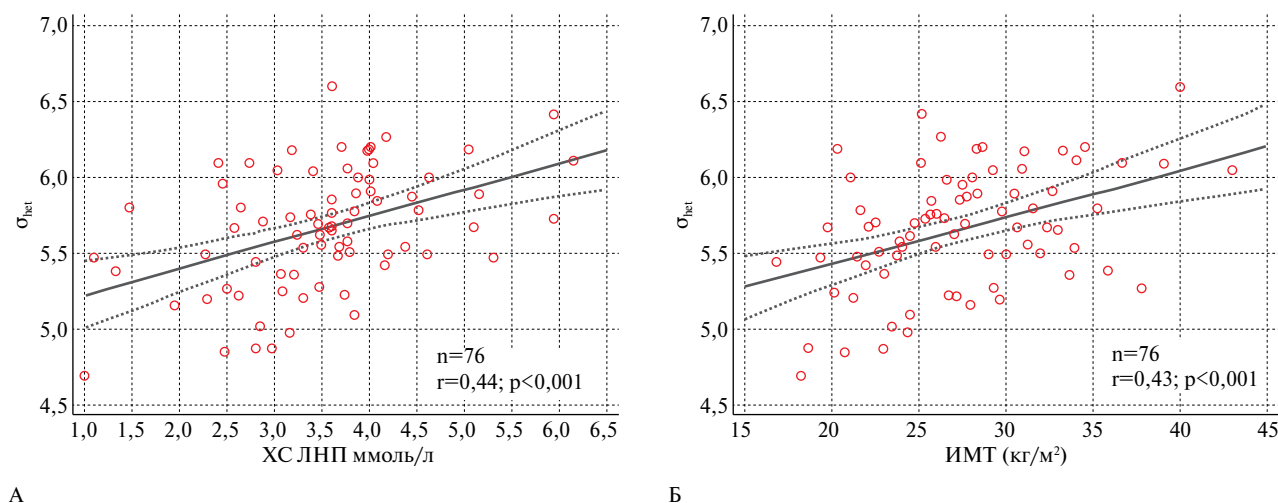 7,0
6,5
6,0
5,5
5,0
4,5
σhet
1,0 1,5 2,0 2,5 3,0 3,5 4,0 4,5 5,0 5,5 6,0 6,5
ХС ЛНП ммоль/л
n=76
r=0,44; p<0,001
А
7,0
6,5
6,0
5,5
5,0
4,5
σhet
15 20 25 30 35 40 45
ИМТ (кг/м²)
n=76
r=0,43; p<0,001
Б